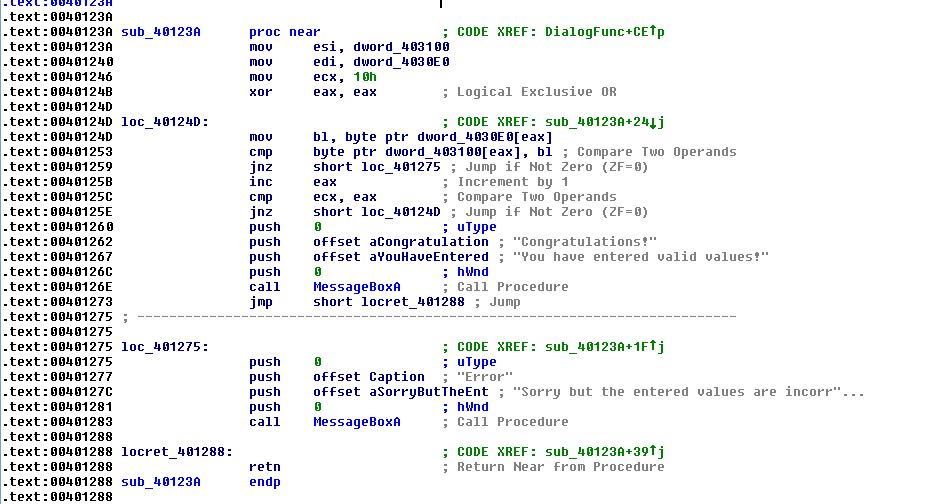 .text:0040123A
.text:0040123A
.text:0040123A sub_40123A proc near ; CODE XREF: DialogFunc+CE↑p
.text:0040123A mov esi, dword_403100
.text:00401240 mov edi, dword_4030E0
.text:00401246 mov ecx, 10h
.text:0040124B xor eax, eax ; Logical Exclusive OR
.text:0040124D
.text:0040124D loc_40124D: ; CODE XREF: sub_40123A+24↓j
.text:0040124D mov bl, byte ptr dword_4030E0[eax]
.text:00401253 cmp byte ptr dword_403100[eax], bl ; Compare Two Operands
.text:00401259 jnz short loc_401275 ; Jump if Not Zero (ZF=0)
.text:0040125B inc eax ; Increment by 1
.text:0040125C cmp ecx, eax ; Compare Two Operands
.text:0040125E jnz short loc_40124D ; Jump if Not Zero (ZF=0)
.text:00401260 push 0 ; uType
.text:00401262 push offset aCongratulation ; "Congratulations!"
.text:00401267 push offset aYouHaveEntered ; "You have entered valid values!"
.text:0040126C push 0 ; hWnd
.text:0040126E call MessageBoxA ; Call Procedure
.text:00401273 jmp short locret_401288 ; Jump
.text:00401275 ; ---------------------------------------------------------------------------
.text:00401275
.text:00401275 loc_401275: ; CODE XREF: sub_40123A+1F↑j
.text:00401275 push 0 ; uType
.text:00401277 push offset Caption ; "Error"
.text:0040127C push offset aSorryButTheEnt ; "Sorry but the entered values are incorr"...
.text:00401281 push 0 ; hWnd
.text:00401283 call MessageBoxA ; Call Procedure
.text:00401288
.text:00401288 locret_401288: ; CODE XREF: sub_40123A+39↑j
.text:00401288 retn ; Return Near from Procedure
.text:00401288 sub_40123A endp
.text:00401288